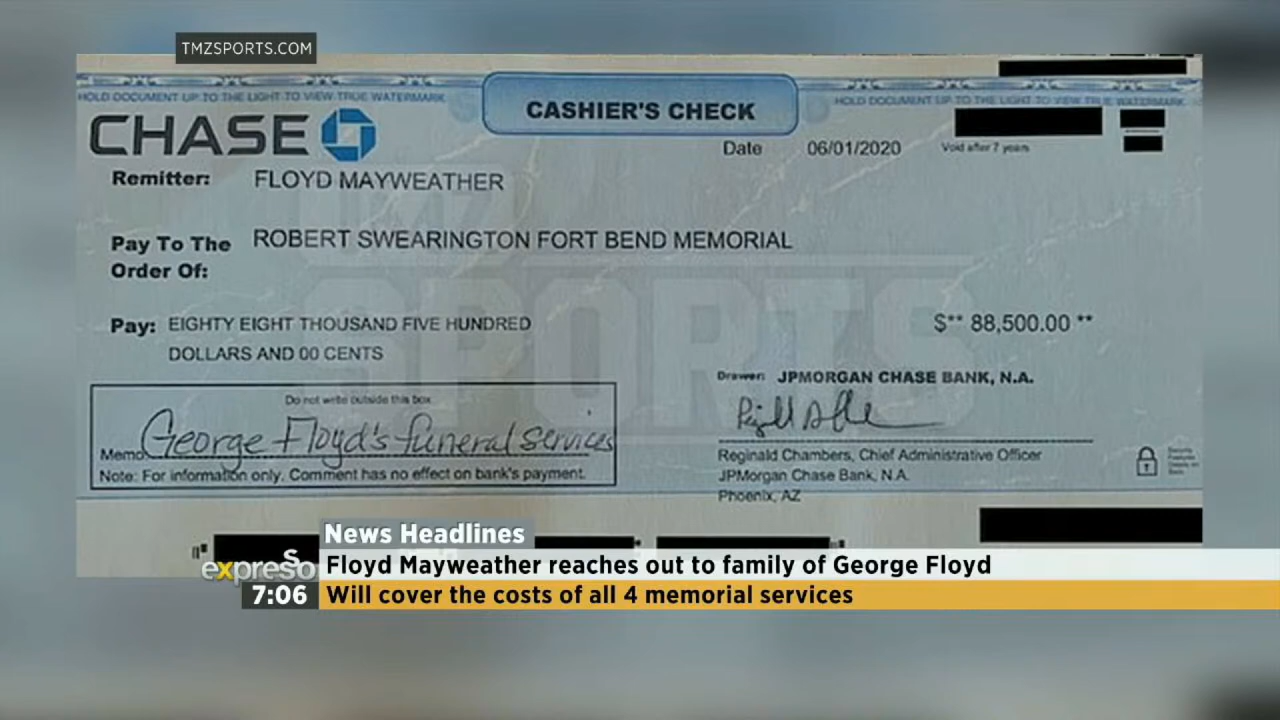 TMZSPORTS.COM
HOLD DOCUMENT UP TO THE LIGHT TO VIEW TRUE WATERMARK
CASHIER'S CHECK
HOLD DOCUMENT UP TO THE LIGHT TO VIEW TRUE WATERMARK
CHASE
Date 06/01/2020 Void after 7 years
Remitter: FLOYD MAYWEATHER
TMZ
Pay To The
Order Of:
ROBERT SWEARINGTON FORT BEND MEMORIAL
SPORTS
Pay: EIGHTY EIGHT THOUSAND FIVE HUNDRED
DOLLARS AND 00 CENTS
$** 88,500.00 **
Drawer: JPMORGAN CHASE BANK, N.A.
Do not write outside this box
Memo George Floyd's funeral services
Note: For information only. Comment has no effect on bank's payment.
Reginald Chambers, Chief Administrative Officer
JPMorgan Chase Bank, N.A.
Phoenix, AZ
News Headlines
expresso
Floyd Mayweather reaches out to family of George Floyd
7:06
Will cover the costs of all 4 memorial services